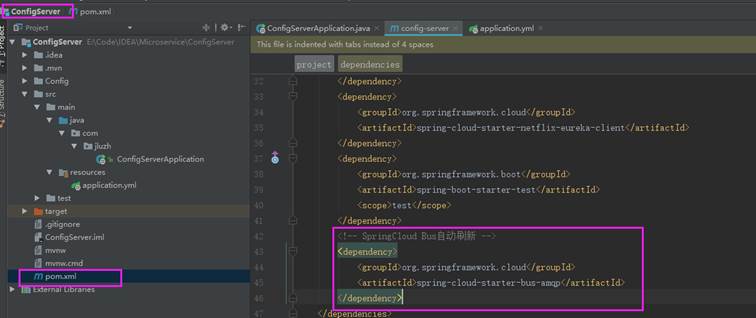 ConfigServer pom.xml
Project
ConfigServerApplication.java config-server application.yml
ConfigServer E:\Code\IDEA\Microservice\ConfigServer
This file is indented with tabs instead of 4 spaces
.idea
.mvn
project dependencies
Config
src
main
java
com
jluzh
ConfigServerApplication
resources
application.yml
test
target
.gitignore
ConfigServer.iml
mvnw
mvnw.cmd
pom.xml
External Libraries
1: Project
Structure
32 </dependency>
33 <dependency>
34 <groupId>org.springframework.cloud</groupId>
35 <artifactId>spring-cloud-starter-netflix-eureka-client</artifactId>
36 </dependency>
37 <dependency>
38 <groupId>org.springframework.boot</groupId>
39 <artifactId>spring-boot-starter-test</artifactId>
40 <scope>test</scope>
41 </dependency>
42 <!-- SpringCloud Bus自动刷新 -->
43 <dependency>
44 <groupId>org.springframework.cloud</groupId>
45 <artifactId>spring-cloud-starter-bus-amqp</artifactId>
46 </dependency>
47 </dependencies>